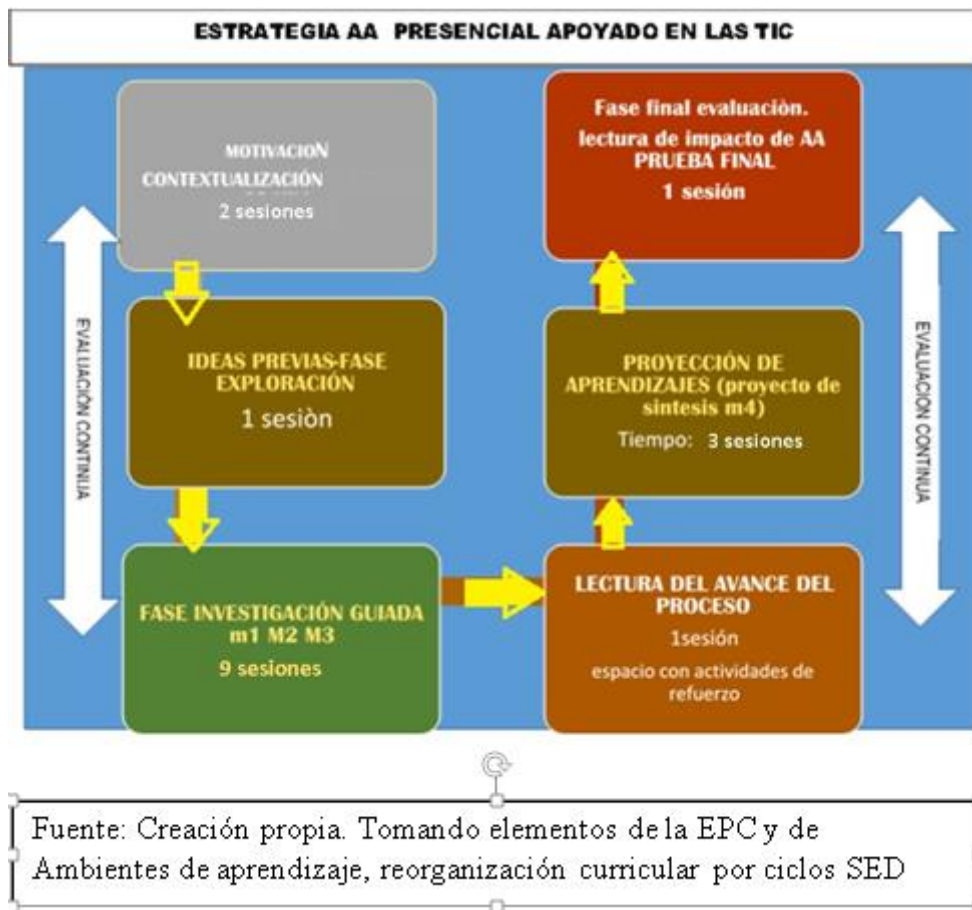 ESTRATEGIA AA PRESENCIAL APOYADO EN LAS TIC
MOTIVACION
CONTEXTUALIZACIÓN
2 sesiones
IDEAS PREVIAS-FASE
EXPLORACIÓN
1 sesiòn
FASE INVESTIGACIÓN GUIADA
m1 M2 M3
9 sesiones
LECTURA DEL AVANCE DEL
PROCESO
1sesión
espacio con actividades de
refuerzo
PROYECCIÓN DE
APRENDIZAJES (proyecto de
sintesis m4)
Tiempo: 3 sesiones
Fase final evaluaciòn.
lectura de impacto de AA
PRUEBA FINAL
1 sesión
EVALUACIÓN CONTINUA
EVALUACION CONTINUA
Fuente: Creación propia. Tomando elementos de la EPC y de
Ambientes de aprendizaje, reorganización curricular por ciclos SED